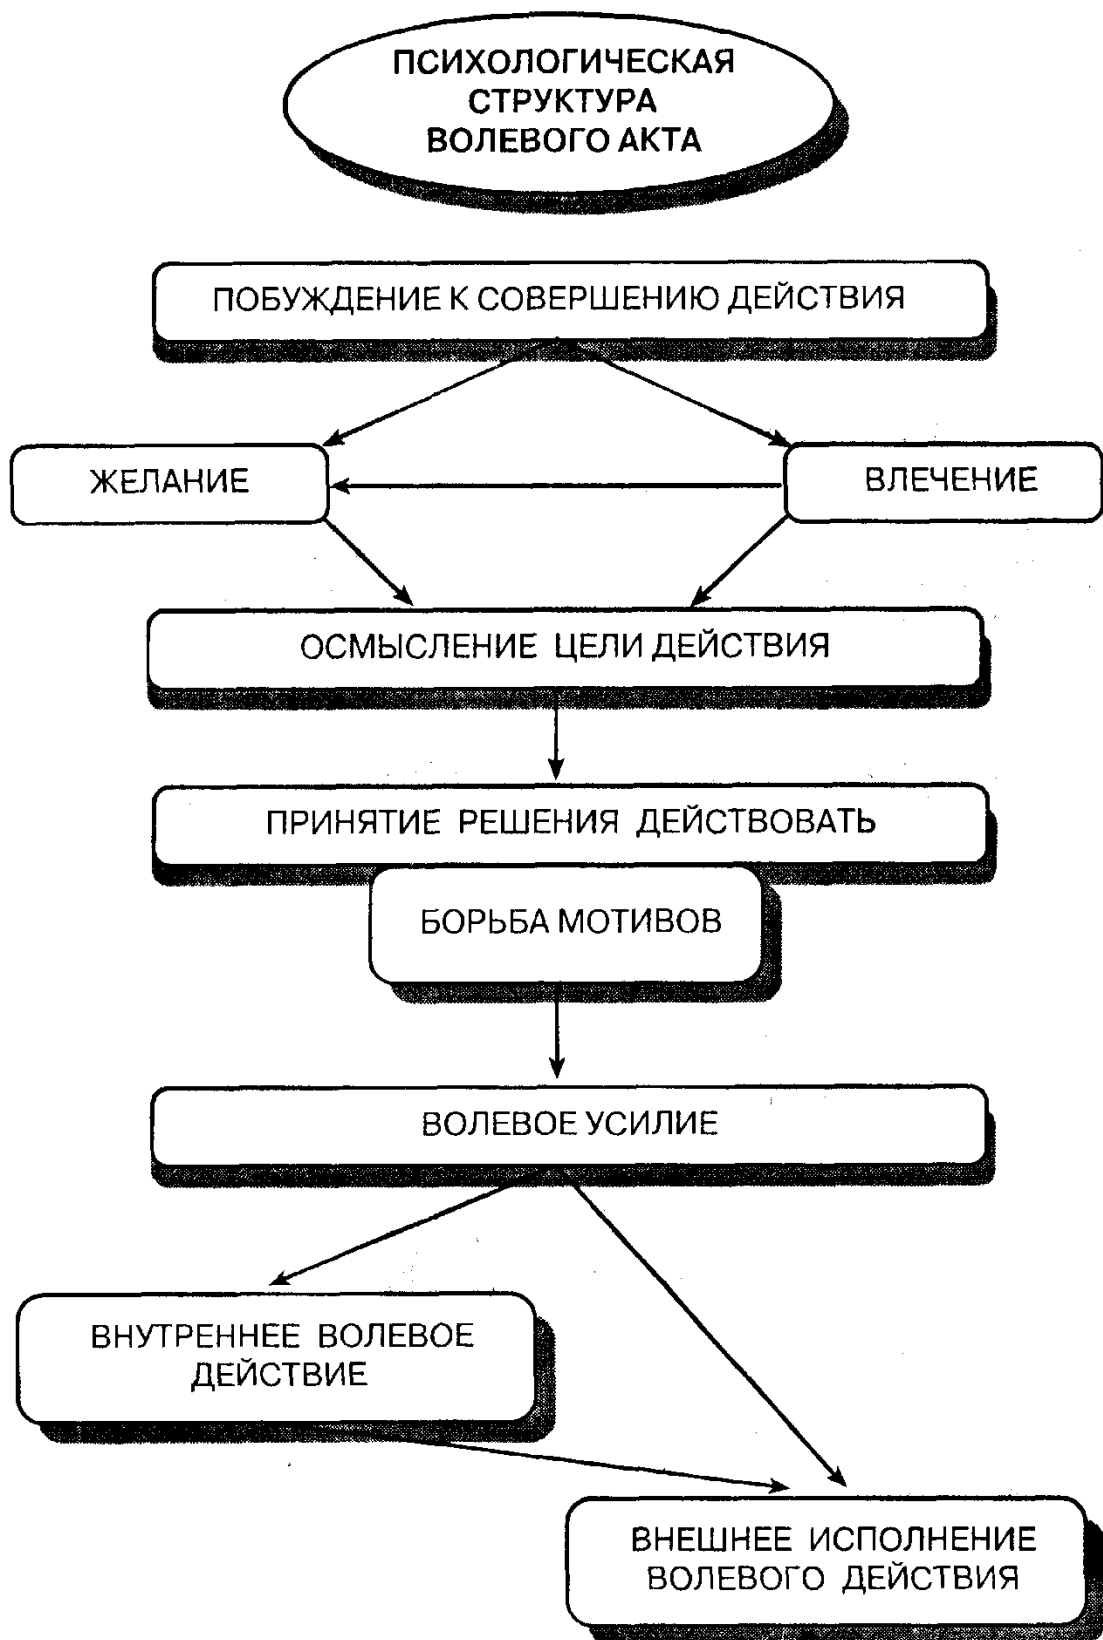 ПСИХОЛОГИЧЕСКАЯ
СТРУКТУРА
ВОЛЕВОГО АКТА
ПОБУЖДЕНИЕ К СОВЕРШЕНИЮ ДЕЙСТВИЯ
ЖЕЛАНИЕ
ВЛЕЧЕНИЕ
ОСМЫСЛЕНИЕ ЦЕЛИ ДЕЙСТВИЯ
ПРИНЯТИЕ РЕШЕНИЯ ДЕЙСТВОВАТЬ
БОРЬБА МОТИВОВ
ВОЛЕВОЕ УСИЛИЕ
ВНУТРЕННЕЕ ВОЛЕВОЕ
ДЕЙСТВИЕ
ВНЕШНЕЕ ИСПОЛНЕНИЕ
ВОЛЕВОГО ДЕЙСТВИЯ